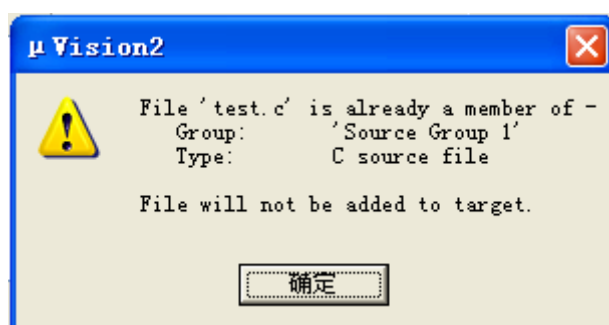 μVision2
File 'test.c' is already a member of -
Group: 'Source Group 1'
Type: C source file
File will not be added to target.
确定